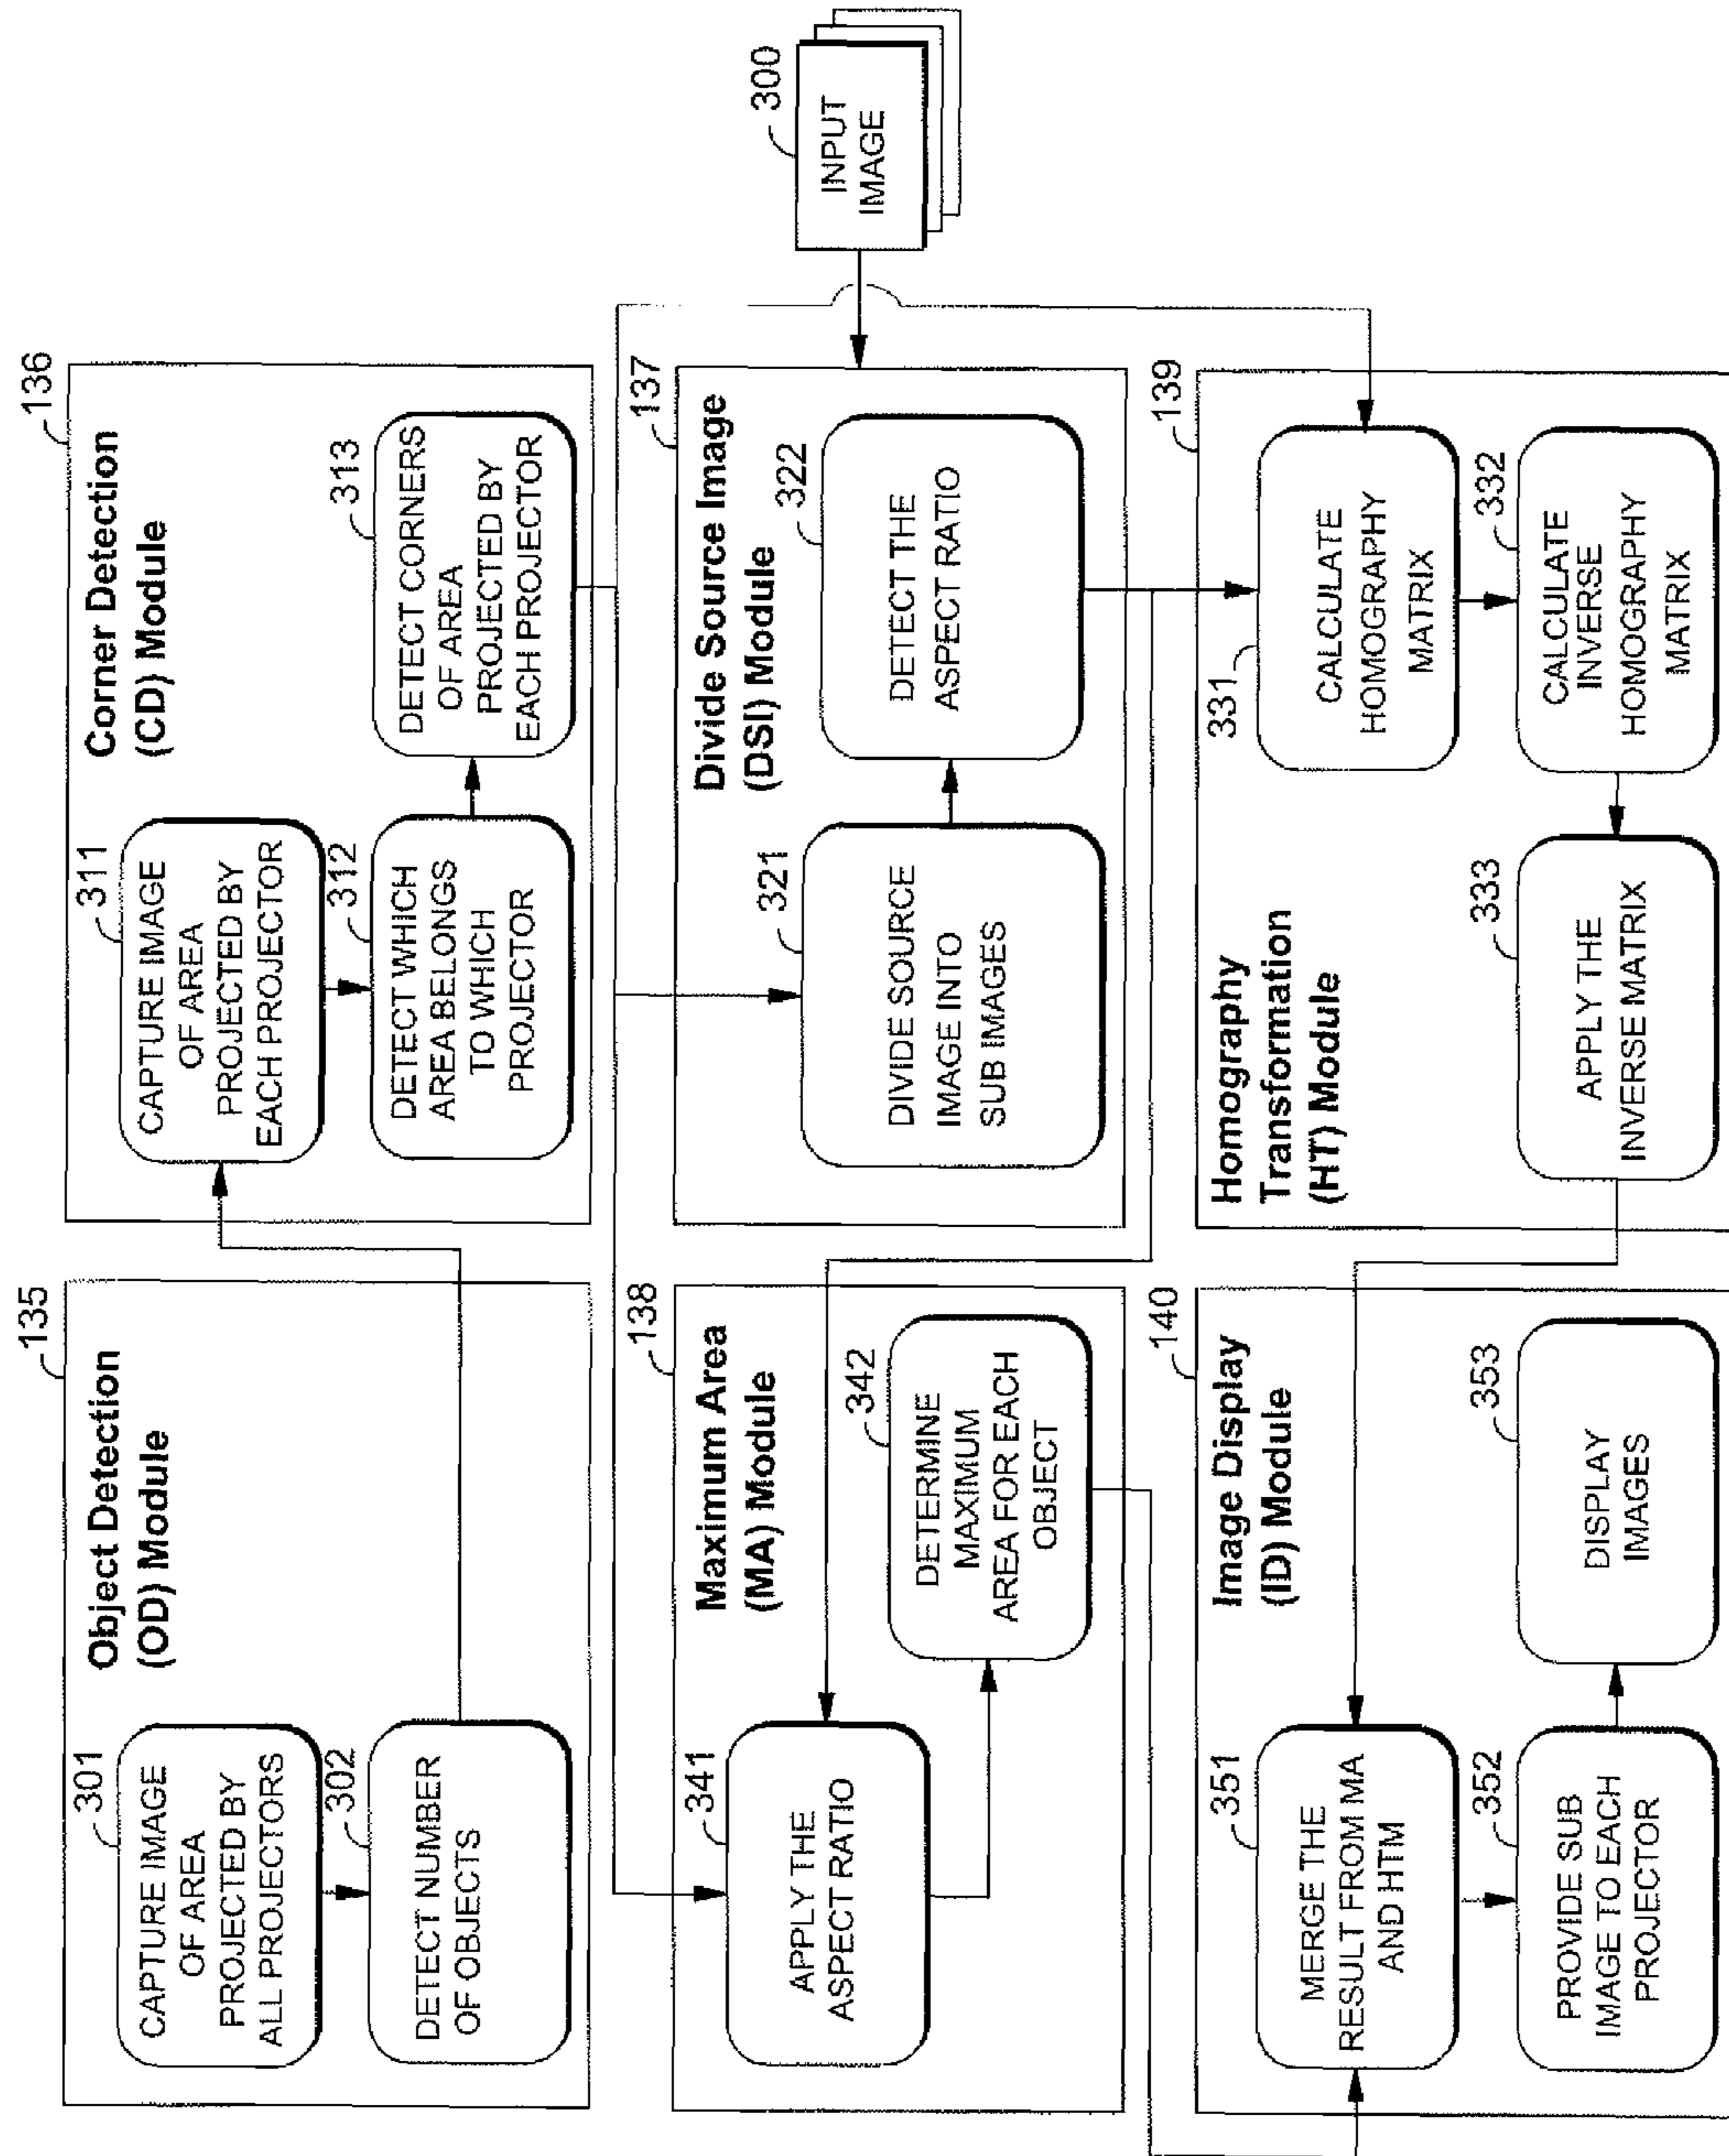 135
Object Detection
(OD) Module
301
CAPTURE IMAGE
OF AREA
PROJECTED BY
ALL PROJECTORS
302
DETECT NUMBER
OF OBJECTS
136
Corner Detection
(CD) Module
311
CAPTURE IMAGE
OF AREA
PROJECTED BY
EACH PROJECTOR
312
DETECT WHICH
AREA BELONGS
TO WHICH
PROJECTOR
313
DETECT CORNERS
OF AREA
PROJECTED BY
EACH PROJECTOR
300
INPUT
IMAGE
138
Maximum Area
(MA) Module
341
APPLY THE
ASPECT RATIO
342
DETERMINE
MAXIMUM
AREA FOR EACH
OBJECT
137
Divide Source Image
(DSI) Module
321
DIVIDE SOURCE
IMAGE INTO
SUB IMAGES
322
DETECT THE
ASPECT RATIO
140
Image Display
(ID) Module
351
MERGE THE
RESULT FROM MA
AND HTM
352
PROVIDE SUB
IMAGE TO EACH
PROJECTOR
353
DISPLAY
IMAGES
139
Homography
Transformation
(HT) Module
331
CALCULATE
HOMOGRAPHY
MATRIX
332
CALCULATE
INVERSE
HOMOGRAPHY
MATRIX
333
APPLY THE
INVERSE MATRIX